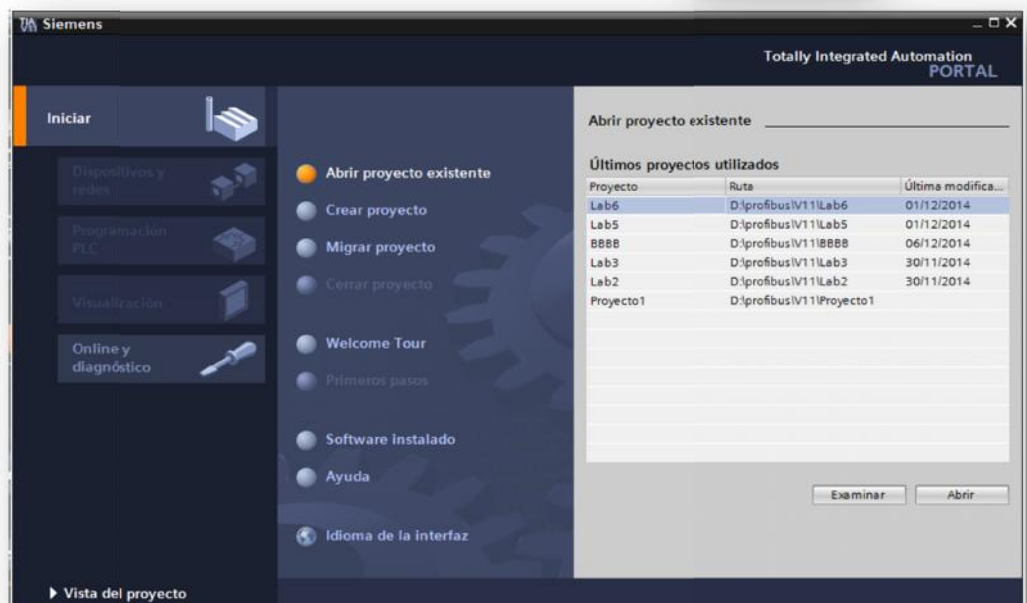 Siemens
Totally Integrated Automation
PORTAL
Iniciar
Dispositivos y
redes
Programación
PLC
Visualización
Online y
diagnóstico
Vista del proyecto
Abrir proyecto existente
Crear proyecto
Migrar proyecto
Cerrar proyecto
Welcome Tour
Primeros pasos
Software instalado
Ayuda
Idioma de la interfaz
Abrir proyecto existente
Últimos proyectos utilizados
Proyecto Ruta Última modifica...
Lab6 D:\profibus\V11\Lab6 01/12/2014
Lab5 D:\profibus\V11\Lab5 01/12/2014
BBBB D:\profibus\V11\BBBB 06/12/2014
Lab3 D:\profibus\V11\Lab3 30/11/2014
Lab2 D:\profibus\V11\Lab2 30/11/2014
Proyecto1 D:\profibus\V11\Proyecto1
Examinar Abrir